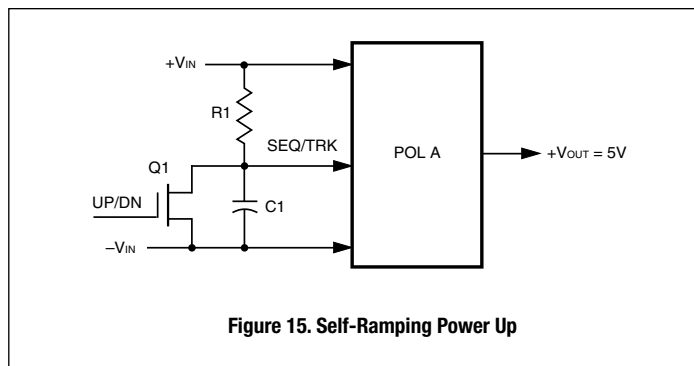 +VIN
R1
SEQ/TRK
POL A
+VOUT = 5V
Q1
UP/DN
C1
–VIN
Figure 15. Self-Ramping Power Up